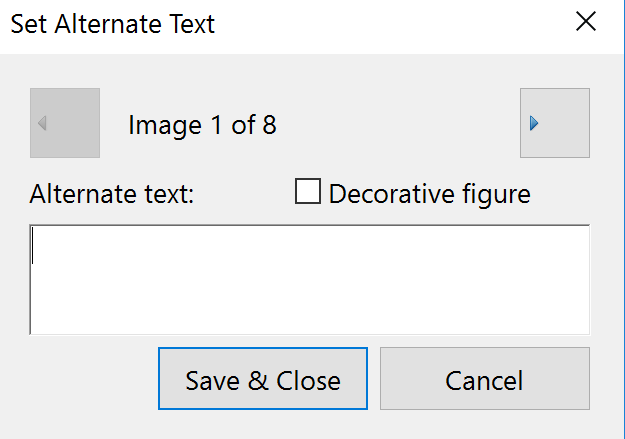 Set Alternate Text
Image 1 of 8
Alternate text:
Decorative figure
Save & Close
Cancel